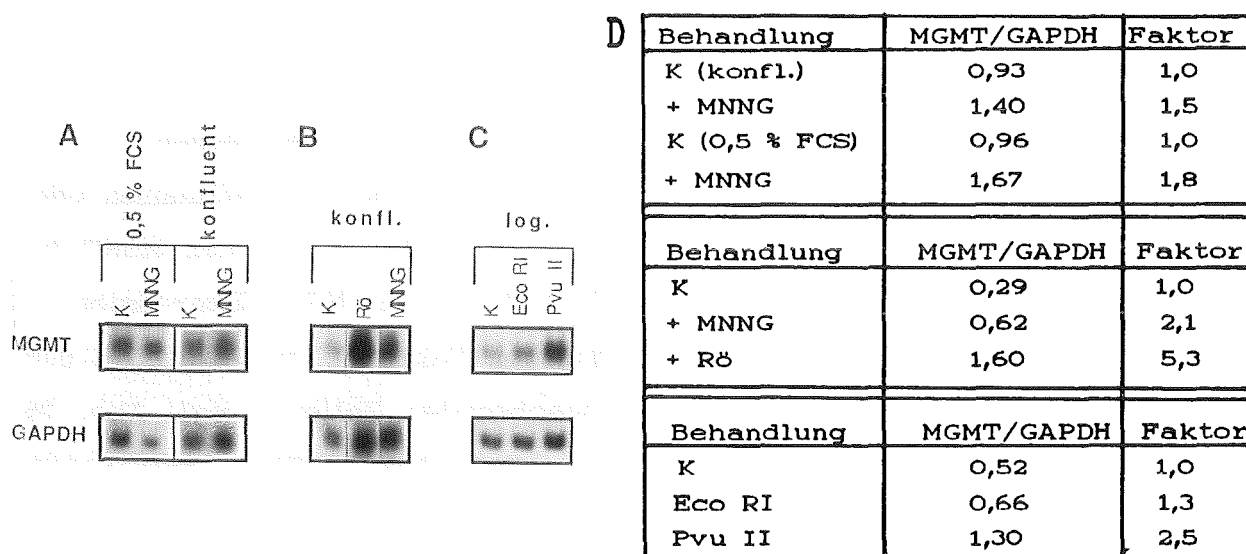 A
0,5 % FCS
konfluent
K
MNNG
K
MNNG
B
konfl.
K
Rö
MNNG
C
log.
K
Eco RI
Pvu II
MGMT
GAPDH
D
Behandlung MGMT/GAPDH Faktor
K (konfl.) 0,93 1,0
+ MNNG 1,40 1,5
K (0,5 % FCS) 0,96 1,0
+ MNNG 1,67 1,8
Behandlung MGMT/GAPDH Faktor
K 0,29 1,0
+ MNNG 0,62 2,1
+ Rö 1,60 5,3
Behandlung MGMT/GAPDH Faktor
K 0,52 1,0
Eco RI 0,66 1,3
Pvu II 1,30 2,5